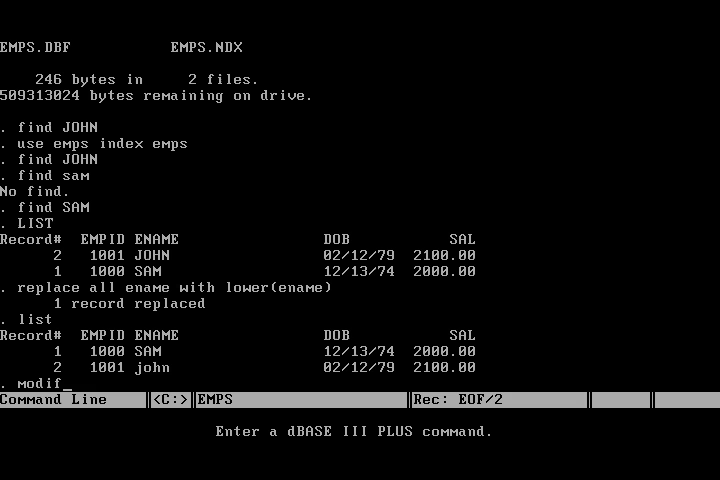 EMPS.DBF EMPS.NDX
246 bytes in 2 files.
509313024 bytes remaining on drive.
. find JOHN
. use emps index emps
. find JOHN
. find sam
No find.
. find SAM
. LIST
Record# EMPID ENAME DOB SAL
2 1001 JOHN 02/12/79 2100.00
1 1000 SAM 12/13/74 2000.00
. replace all ename with lower(ename)
1 record replaced
. list
Record# EMPID ENAME DOB SAL
1 1000 SAM 12/13/74 2000.00
2 1001 john 02/12/79 2100.00
. modif_
Command Line ||<C:>||EMPS ||Rec: EOF/2 || ||
Enter a dBASE III PLUS command.